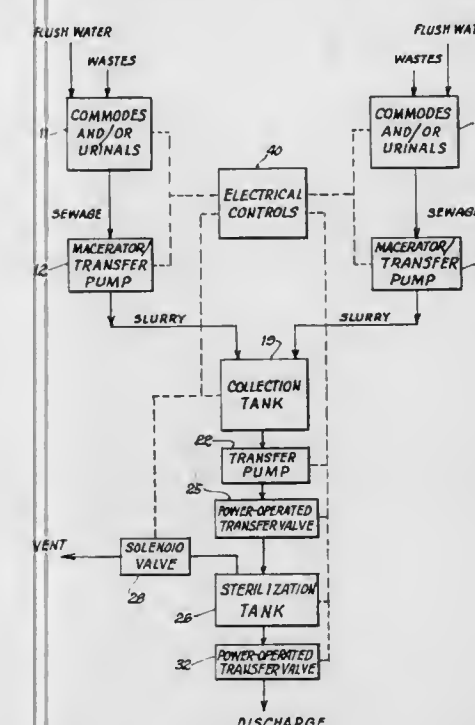 FLUSH WATER
WASTES
11
COMMODES
AND/OR
URINALS
SEWAGE
12
MACERATOR/
TRANSFER
PUMP
SLURRY
40
ELECTRICAL
CONTROLS
FLUSH WAT
WASTES
COMMODES
AND/OR
URINALS
SEWAGE
MACERATOR/
TRANSFER
PUMP
SLURRY
19
COLLECTION
TANK
22
TRANSFER
PUMP
25
POWER-OPERATED
TRANSFER VALVE
VENT
SOLENOID
VALVE
28
STERILIZATION
TANK
26
POWER-OPERATED
TRANSFER VALVE
32
DISCHARGE